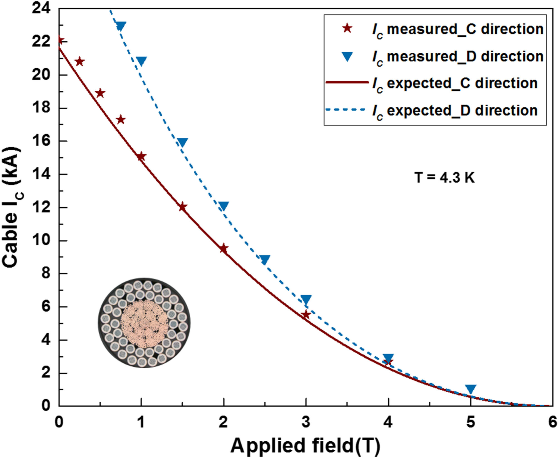 24
22
20
18
16
14
12
10
8
6
4
2
0
Cable I_C (kA)
I_C measured_C direction
I_C measured_D direction
I_C expected_C direction
I_C expected_D direction
T = 4.3 K
0 1 2 3 4 5 6
Applied field(T)